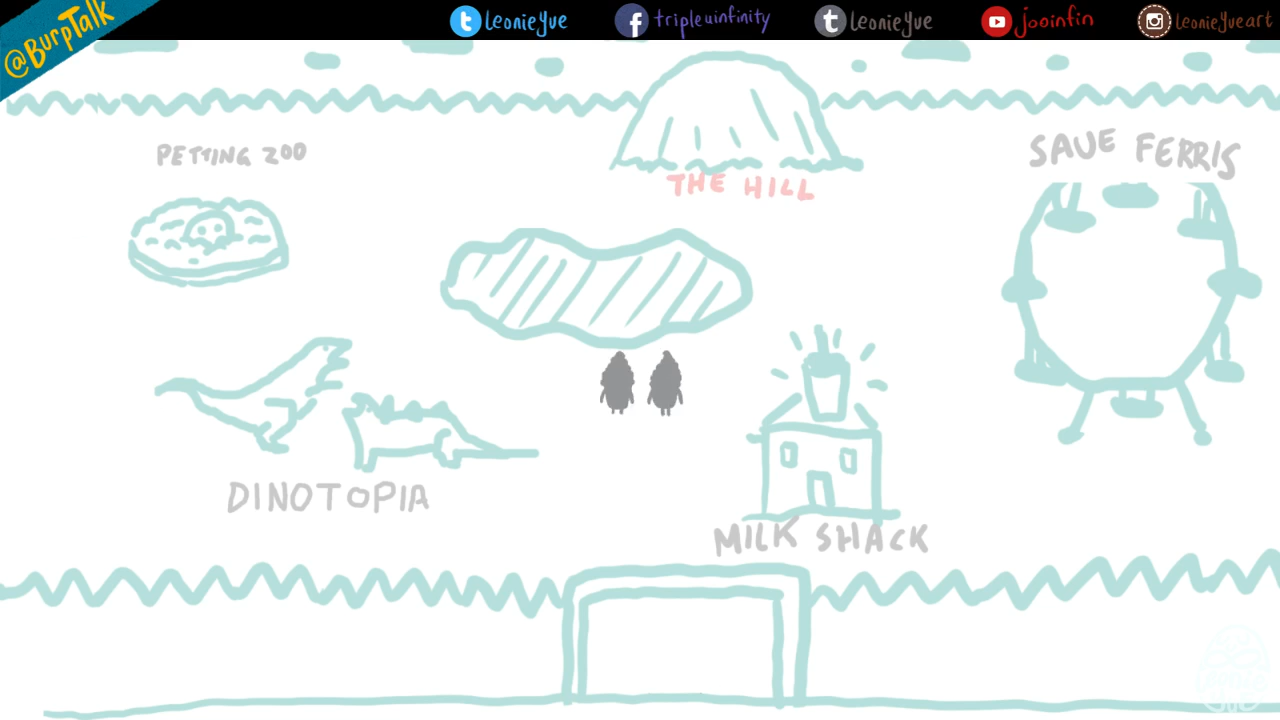 @BurpTalk
LeonieYue
tripleuinfinity
LeonieYue
jooinfin
LeonieYueart
PETTING ZOO
SAVE FERRIS
THE HILL
DINOTOPIA
MILK SHACK